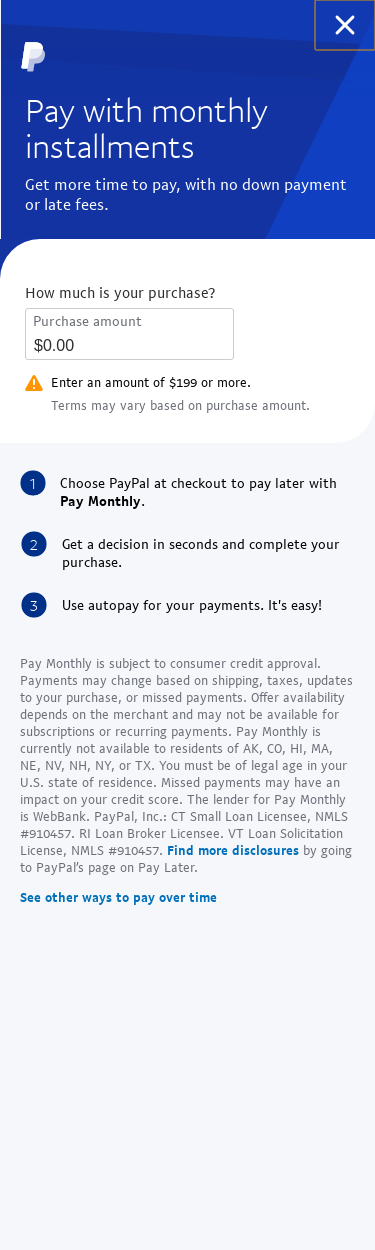 Pay with monthly
installments
Get more time to pay, with no down payment
or late fees.
How much is your purchase?
Purchase amount
$0.00
Enter an amount of $199 or more.
Terms may vary based on purchase amount.
1 Choose PayPal at checkout to pay later with
Pay Monthly.
2 Get a decision in seconds and complete your
purchase.
3 Use autopay for your payments. It's easy!
Pay Monthly is subject to consumer credit approval.
Payments may change based on shipping, taxes, updates
to your purchase, or missed payments. Offer availability
depends on the merchant and may not be available for
subscriptions or recurring payments. Pay Monthly is
currently not available to residents of AK, CO, HI, MA,
NE, NV, NH, NY, or TX. You must be of legal age in your
U.S. state of residence. Missed payments may have an
impact on your credit score. The lender for Pay Monthly
is WebBank. PayPal, Inc.: CT Small Loan Licensee, NMLS
#910457. RI Loan Broker Licensee. VT Loan Solicitation
License, NMLS #910457. Find more disclosures by going
to PayPal’s page on Pay Later.
See other ways to pay over time